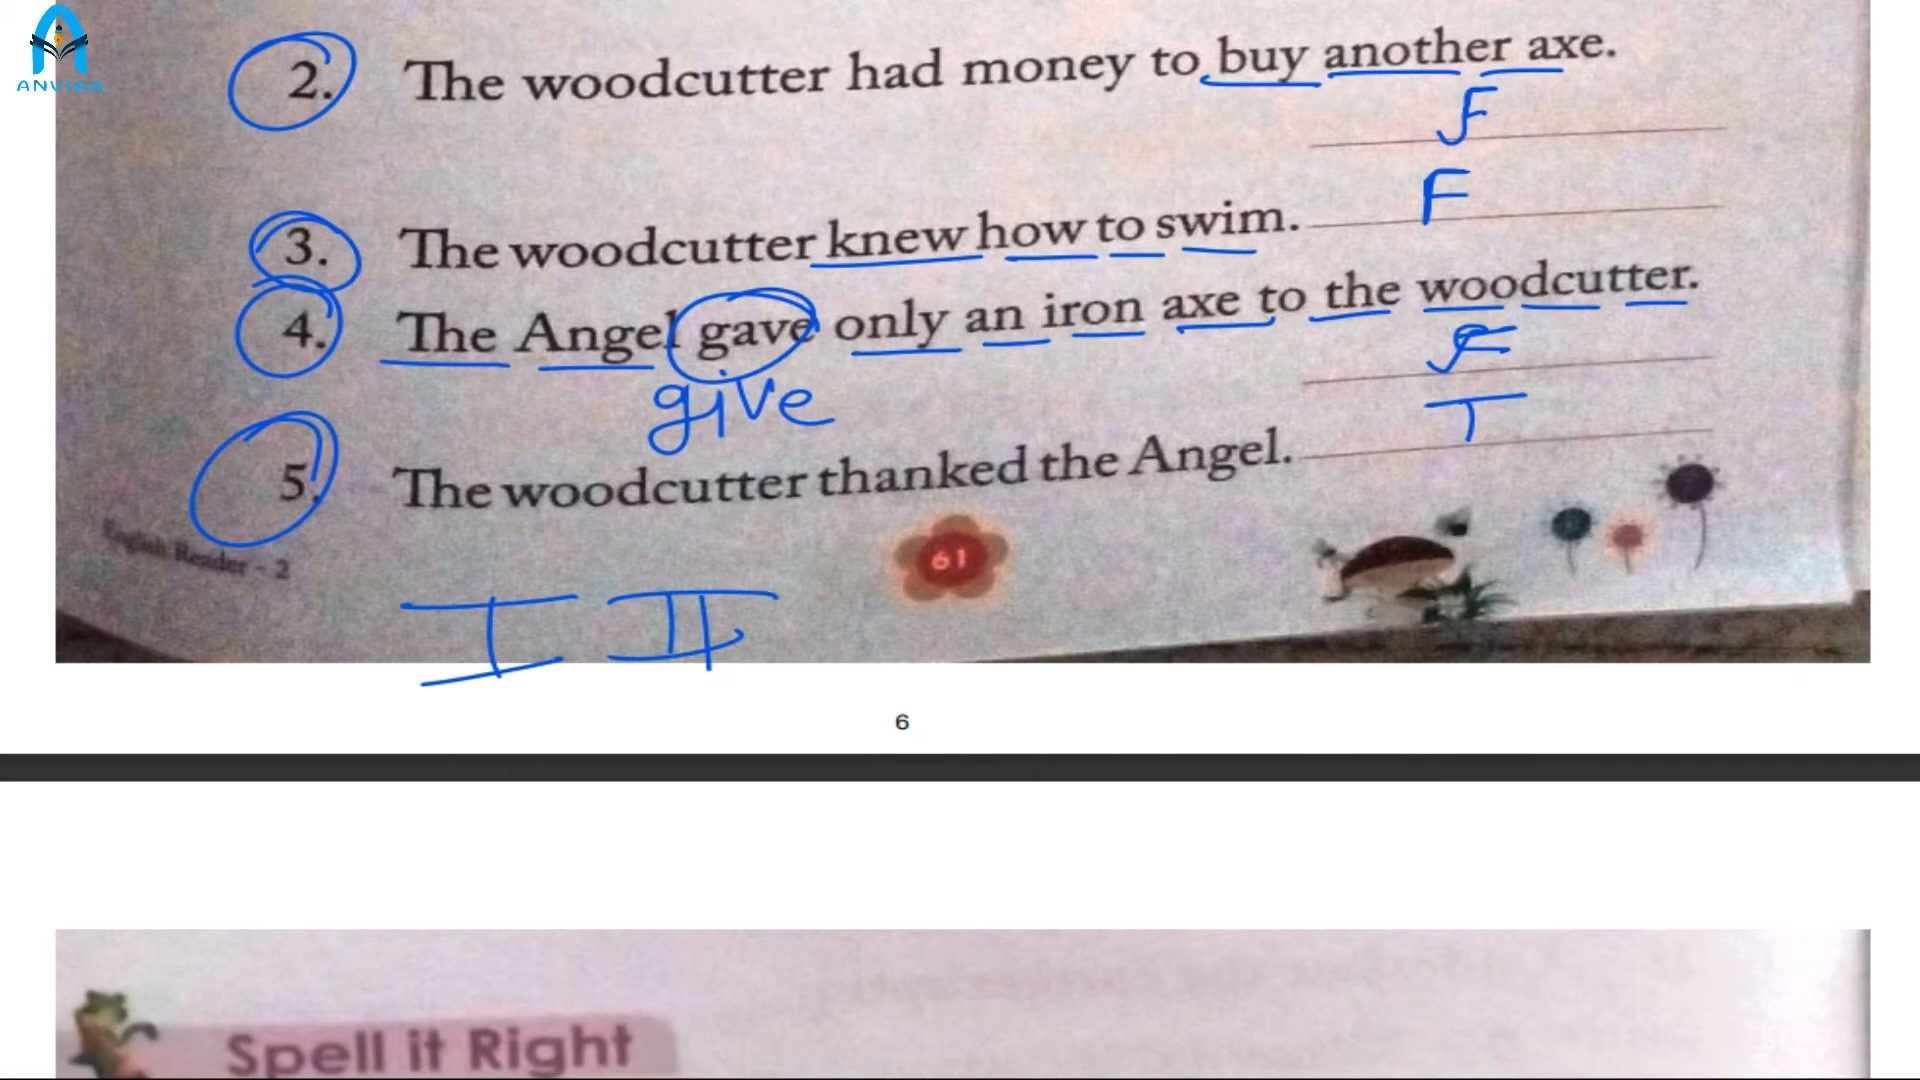 ANVIRA
2. The woodcutter had money to buy another axe.
F
3. The woodcutter knew how to swim. F
4. The Angel gave only an iron axe to the woodcutter.
F
give
5. The woodcutter thanked the Angel. T
English Reader - 2
61
I II
6
Spell it Right